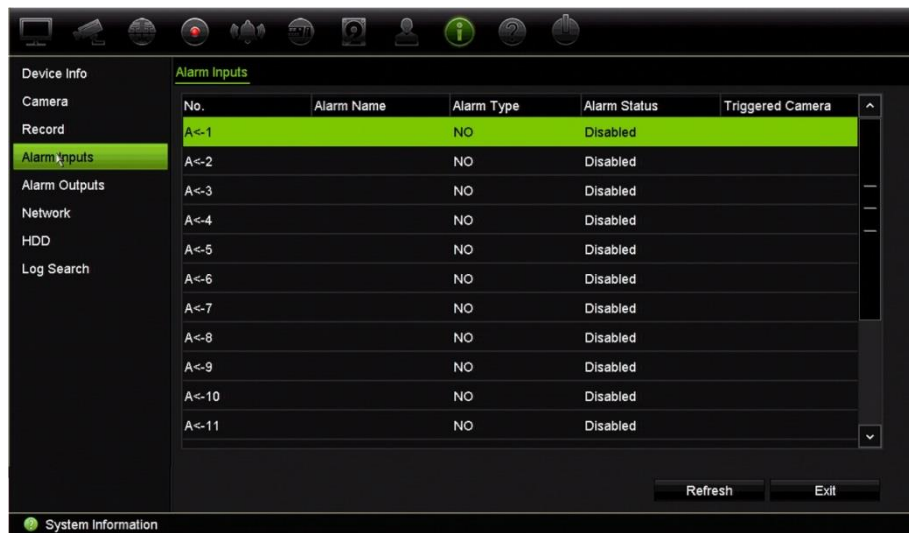 Device Info
Camera
Record
Alarm Inputs
Alarm Outputs
Network
HDD
Log Search
Alarm Inputs
No. Alarm Name Alarm Type Alarm Status Triggered Camera
A<-1 NO Disabled
A<-2 NO Disabled
A<-3 NO Disabled
A<-4 NO Disabled
A<-5 NO Disabled
A<-6 NO Disabled
A<-7 NO Disabled
A<-8 NO Disabled
A<-9 NO Disabled
A<-10 NO Disabled
A<-11 NO Disabled
Refresh Exit
System Information